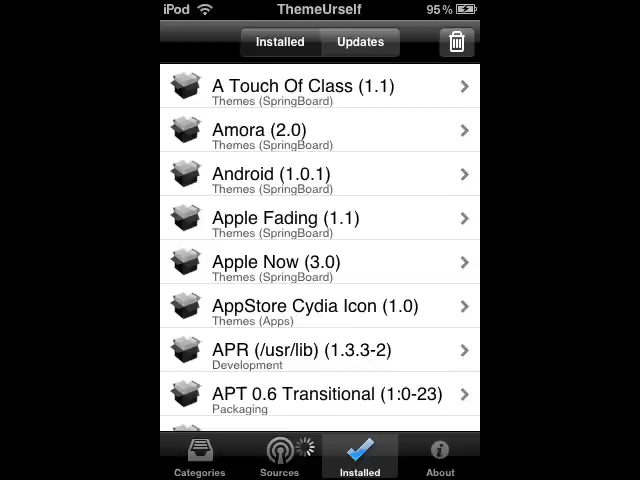 iPod ThemeUrself 95%
Installed Updates
A Touch Of Class (1.1)
Themes (SpringBoard)
Amora (2.0)
Themes (SpringBoard)
Android (1.0.1)
Themes (SpringBoard)
Apple Fading (1.1)
Themes (SpringBoard)
Apple Now (3.0)
Themes (SpringBoard)
AppStore Cydia Icon (1.0)
Themes (Apps)
APR (/usr/lib) (1.3.3-2)
Development
APT 0.6 Transitional (1:0-23)
Packaging
Categories Sources Installed About